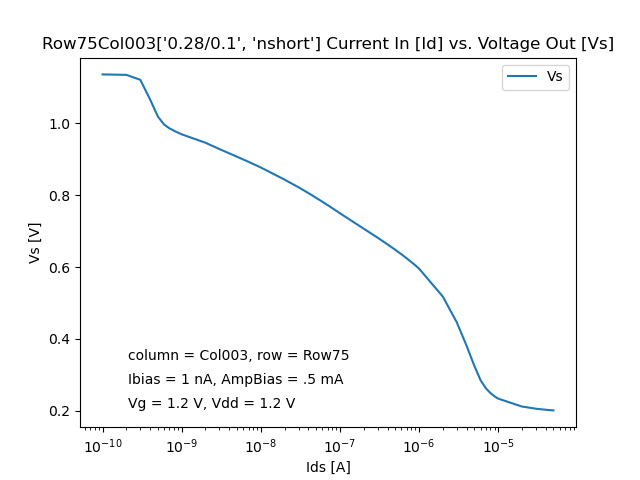 Row75Col003['0.28/0.1', 'nshort'] Current In [Id] vs. Voltage Out [Vs]
Vs
1.0
0.8
0.6
0.4
0.2
Vs [V]
column = Col003, row = Row75
Ibias = 1 nA, AmpBias = .5 mA
Vg = 1.2 V, Vdd = 1.2 V
10⁻¹⁰ 10⁻⁹ 10⁻⁸ 10⁻⁷ 10⁻⁶ 10⁻⁵
Ids [A]